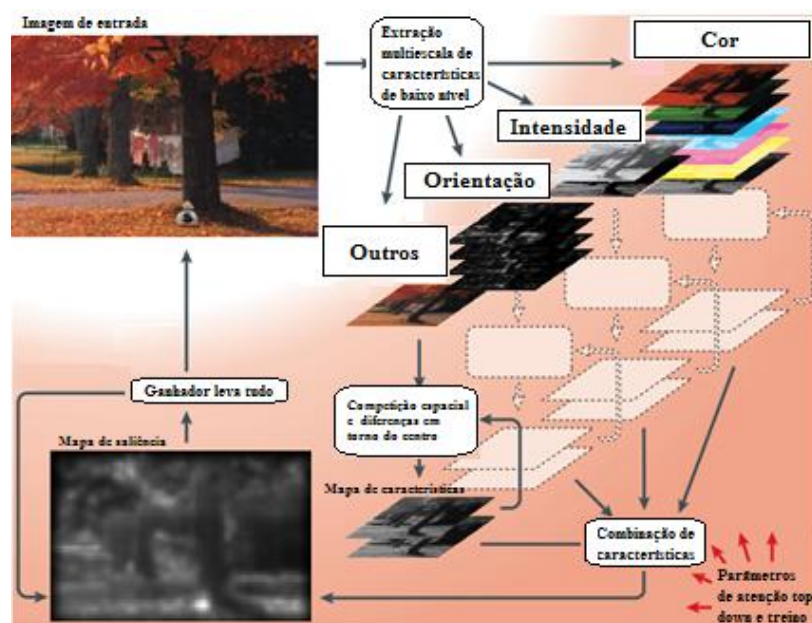 Imagem de entrada
Extração
multiescala de
características
de baixo nível
Cor
Intensidade
Orientação
Outros
Ganhador leva tudo
Competição espacial
e diferenças em
torno do centro
Mapa de saliência
Mapa de características
Combinação de
características
Parâmetros
de atenção top
down e treino